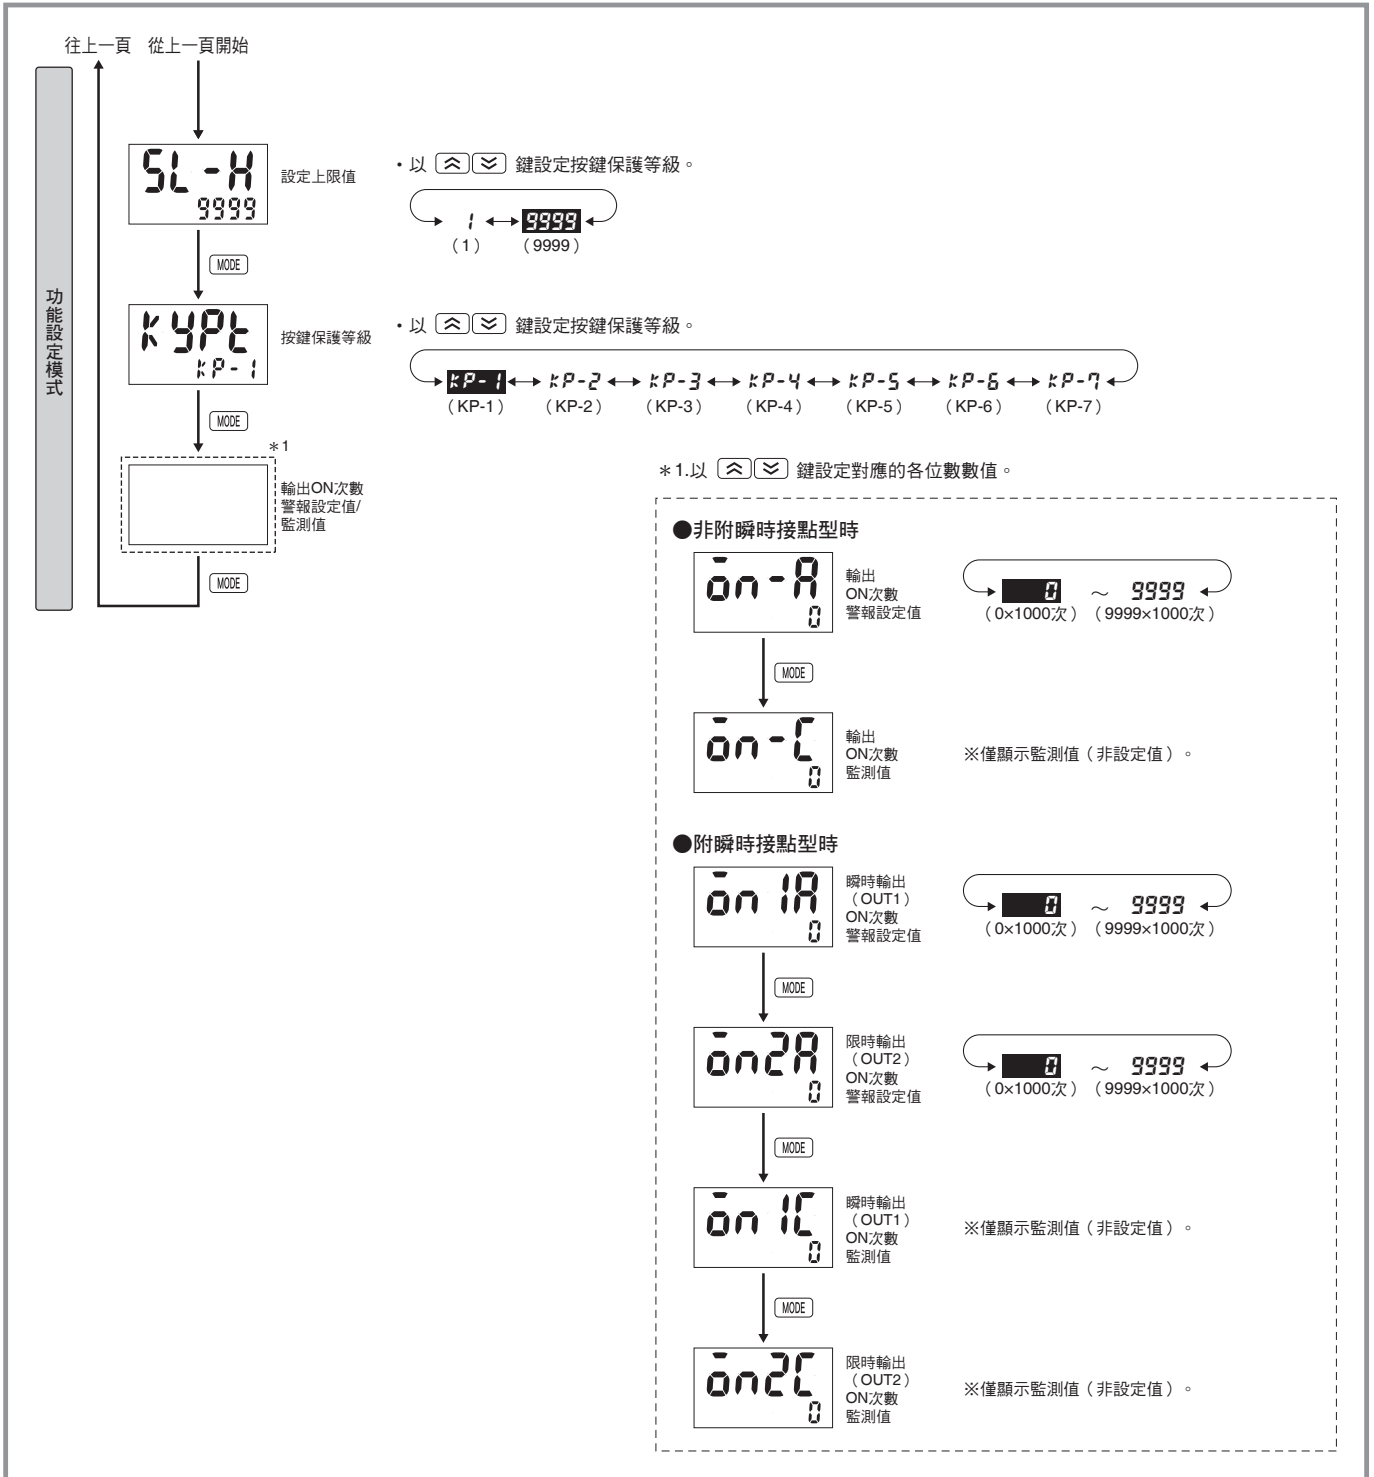 往上一頁 從上一頁開始
功能設定模式
SL-H
9999
設定上限值
・以 鍵設定按鍵保護等級。
1 9999
（1） （9999）
MODE
KYPT
KP-1
按鍵保護等級
・以 鍵設定按鍵保護等級。
KP-1 KP-2 KP-3 KP-4 KP-5 KP-6 KP-7
（KP-1） （KP-2） （KP-3） （KP-4） （KP-5） （KP-6） （KP-7）
MODE
＊1
輸出ON次數
警報設定值/
監測值
MODE
＊1.以 鍵設定對應的各位數數值。
●非附瞬時接點型時
on-A
0
輸出
ON次數
警報設定值
0 ～ 9999
（0×1000次）（9999×1000次）
MODE
on-C
0
輸出
ON次數
監測值
※僅顯示監測值（非設定值）。
●附瞬時接點型時
on1A
0
瞬時輸出
（OUT1）
ON次數
警報設定值
0 ～ 9999
（0×1000次）（9999×1000次）
MODE
on2A
0
限時輸出
（OUT2）
ON次數
警報設定值
0 ～ 9999
（0×1000次）（9999×1000次）
MODE
on1C
0
瞬時輸出
（OUT1）
ON次數
監測值
※僅顯示監測值（非設定值）。
MODE
on2C
0
限時輸出
（OUT2）
ON次數
監測值
※僅顯示監測值（非設定值）。